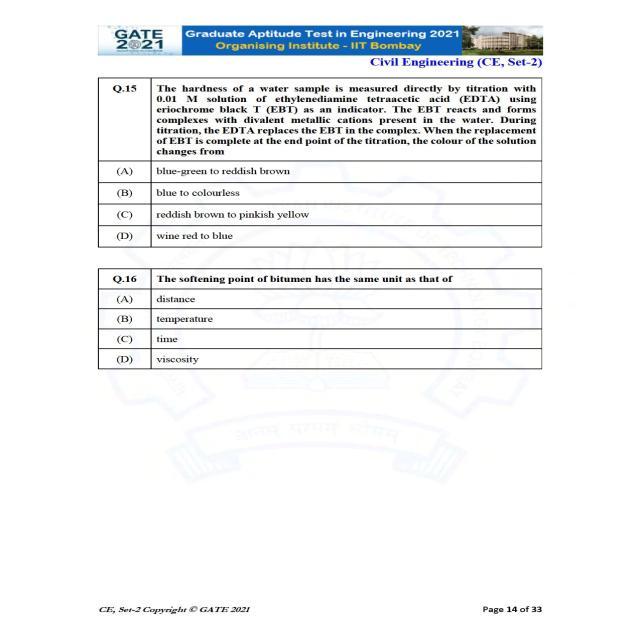 GATE
2021
Graduate Aptitude Test in Engineering 2021
Organising Institute - IIT Bombay
Civil Engineering (CE, Set-2)
Q.15 The hardness of a water sample is measured directly by titration with
0.01 M solution of ethylenediamine tetraacetic acid (EDTA) using
eriochrome black T (EBT) as an indicator. The EBT reacts and forms
complexes with divalent metallic cations present in the water. During
titration, the EDTA replaces the EBT in the complex. When the replacement
of EBT is complete at the end point of the titration, the colour of the solution
changes from
(A) blue-green to reddish brown
(B) blue to colourless
(C) reddish brown to pinkish yellow
(D) wine red to blue
Q.16 The softening point of bitumen has the same unit as that of
(A) distance
(B) temperature
(C) time
(D) viscosity
CE, Set-2 Copyright © GATE 2021
Page 14 of 33